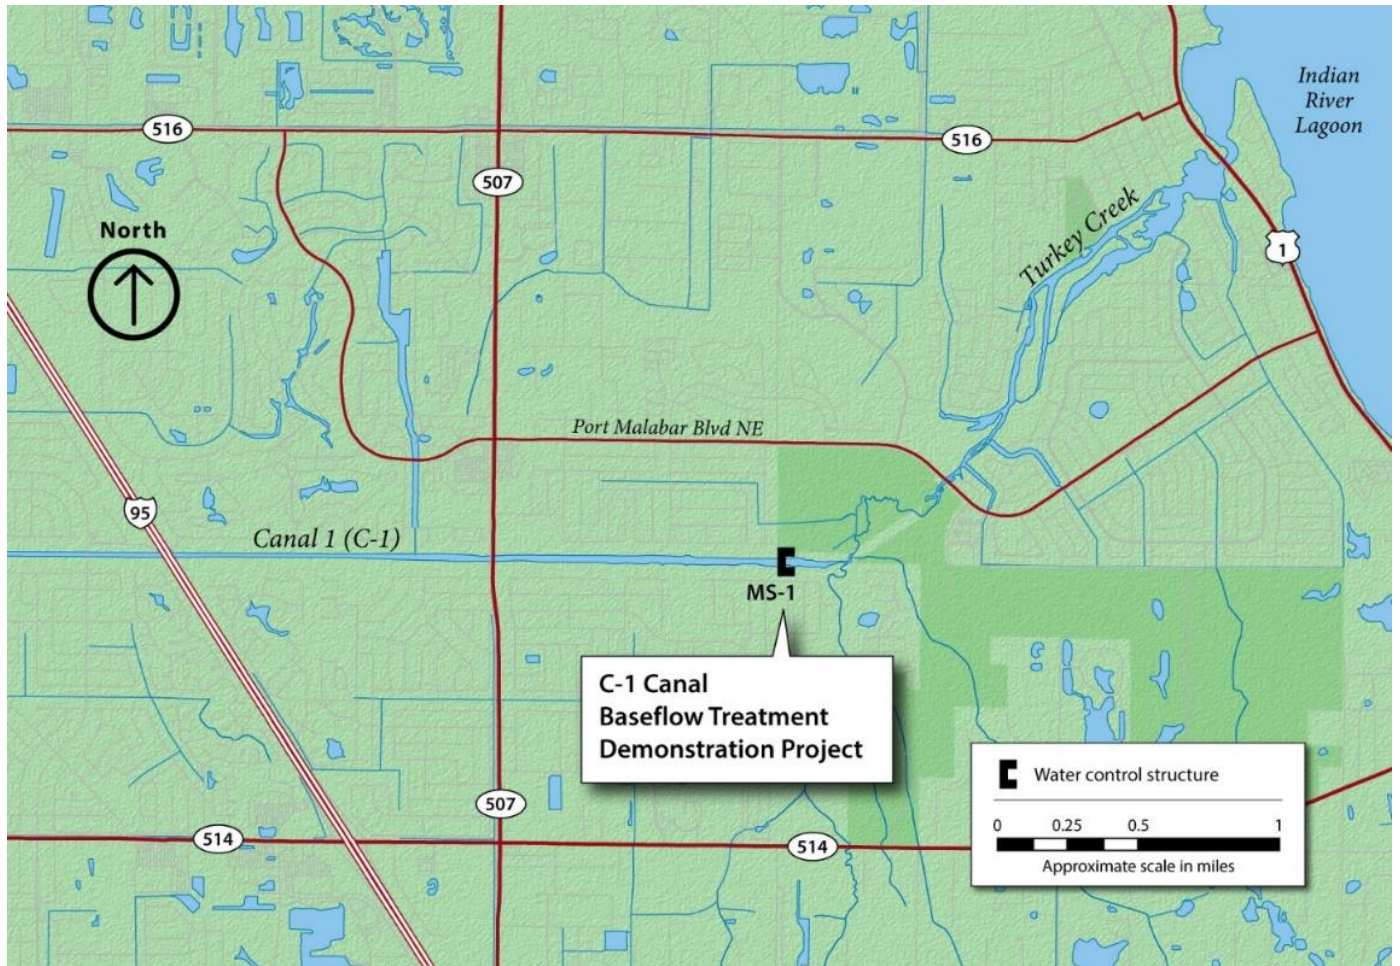 Indian
River
Lagoon
516
516
507
North
Turkey Creek
1
Port Malabar Blvd NE
95
Canal 1 (C-1)
MS-1
C-1 Canal
Baseflow Treatment
Demonstration Project
Water control structure
0 0.25 0.5 1
Approximate scale in miles
507
514
514